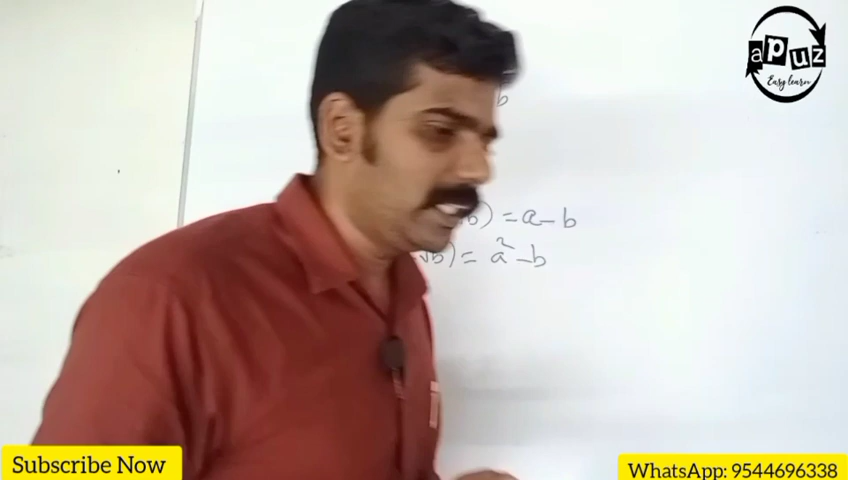 apuz
Easy learn
b
b) = a - b
√b) = a² - b
Subscribe Now
WhatsApp: 9544696338